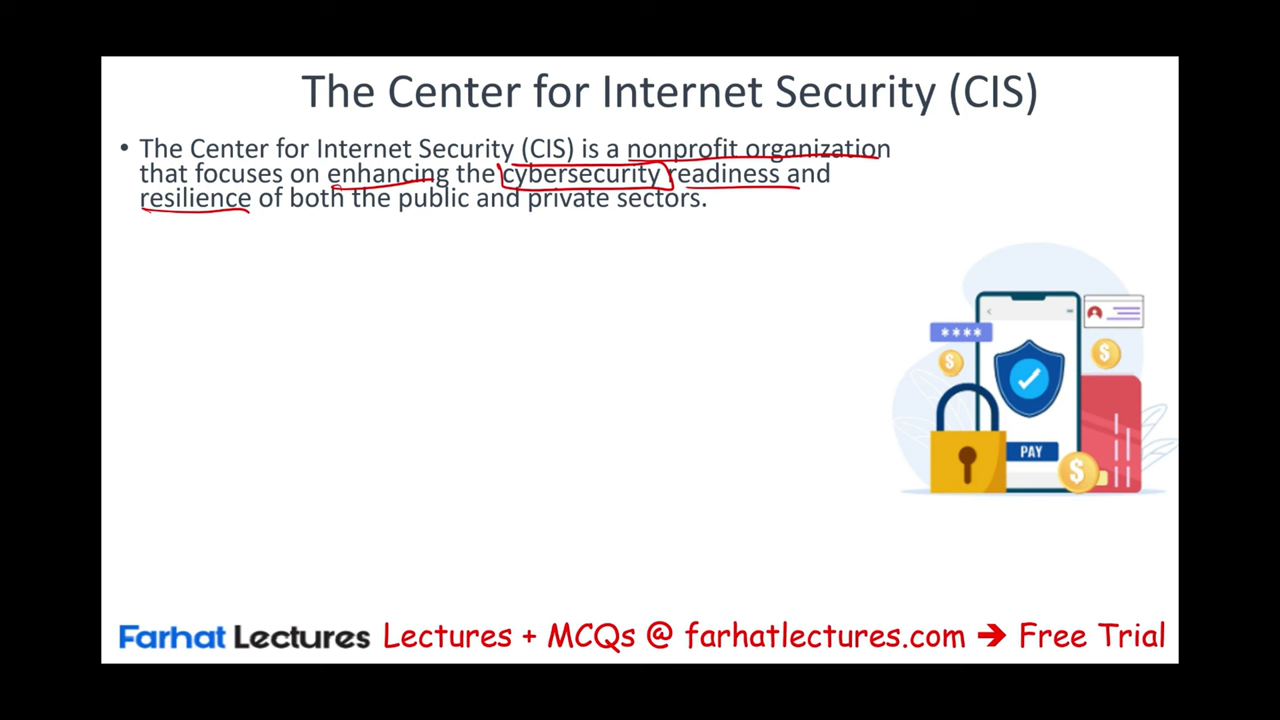 The Center for Internet Security (CIS)
• The Center for Internet Security (CIS) is a nonprofit organization
that focuses on enhancing the cybersecurity readiness and
resilience of both the public and private sectors.
****
$
$
PAY
$
Farhat Lectures Lectures + MCQs @ farhatlectures.com ➔ Free Trial